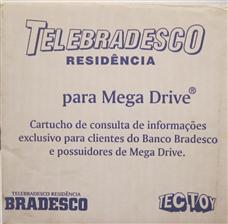 TELEBRADESCO
RESIDÊNCIA
para Mega Drive®
Cartucho de consulta de informações
exclusivo para clientes do Banco Bradesco
e possuidores de Mega Drive.
TELEBRADESCO RESIDÊNCIA
BRADESCO
TEC TOY